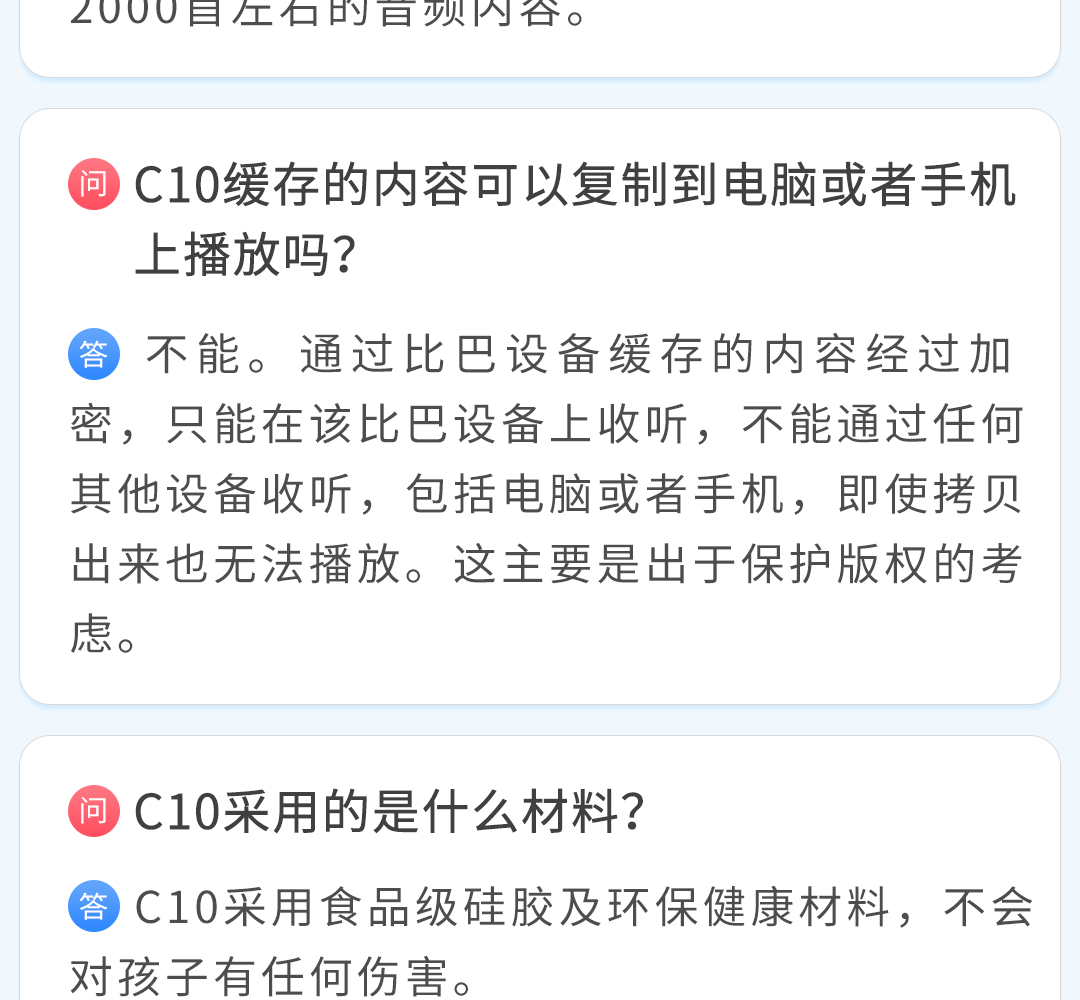 2000首左右的音频内容。
问 C10缓存的内容可以复制到电脑或者手机
上播放吗？
答 不能。通过比巴设备缓存的内容经过加
密，只能在该比巴设备上收听，不能通过任何
其他设备收听，包括电脑或者手机，即使拷贝
出来也无法播放。这主要是出于保护版权的考
虑。
问 C10采用的是什么材料？
答 C10采用食品级硅胶及环保健康材料，不会
对孩子有任何伤害。